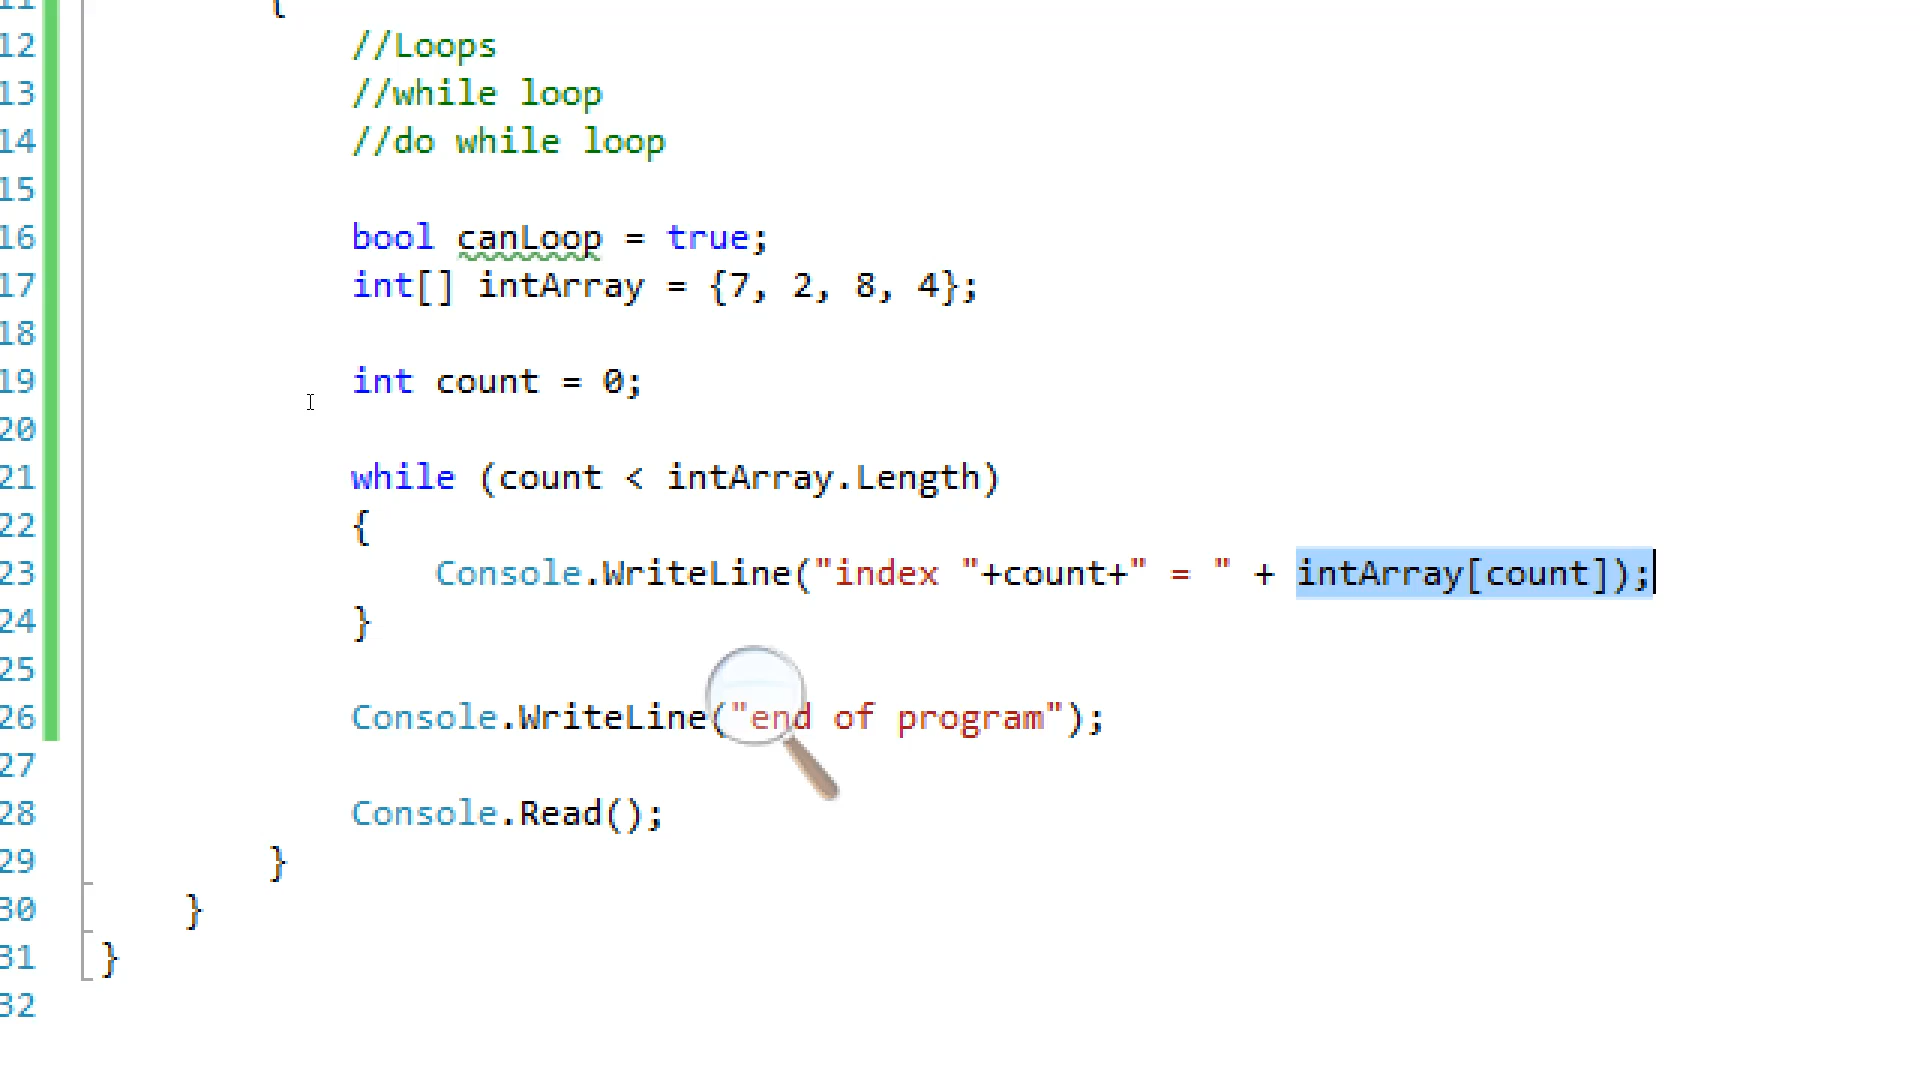 11 {
12 //Loops
13 //while loop
14 //do while loop
15
16 bool canLoop = true;
17 int[] intArray = {7, 2, 8, 4};
18
19 int count = 0;
20
21 while (count < intArray.Length)
22 {
23 Console.WriteLine("index "+count+" = " + intArray[count]);
24 }
25
26 Console.WriteLine("end of program");
27
28 Console.Read();
29 }
30 }
31 }
32